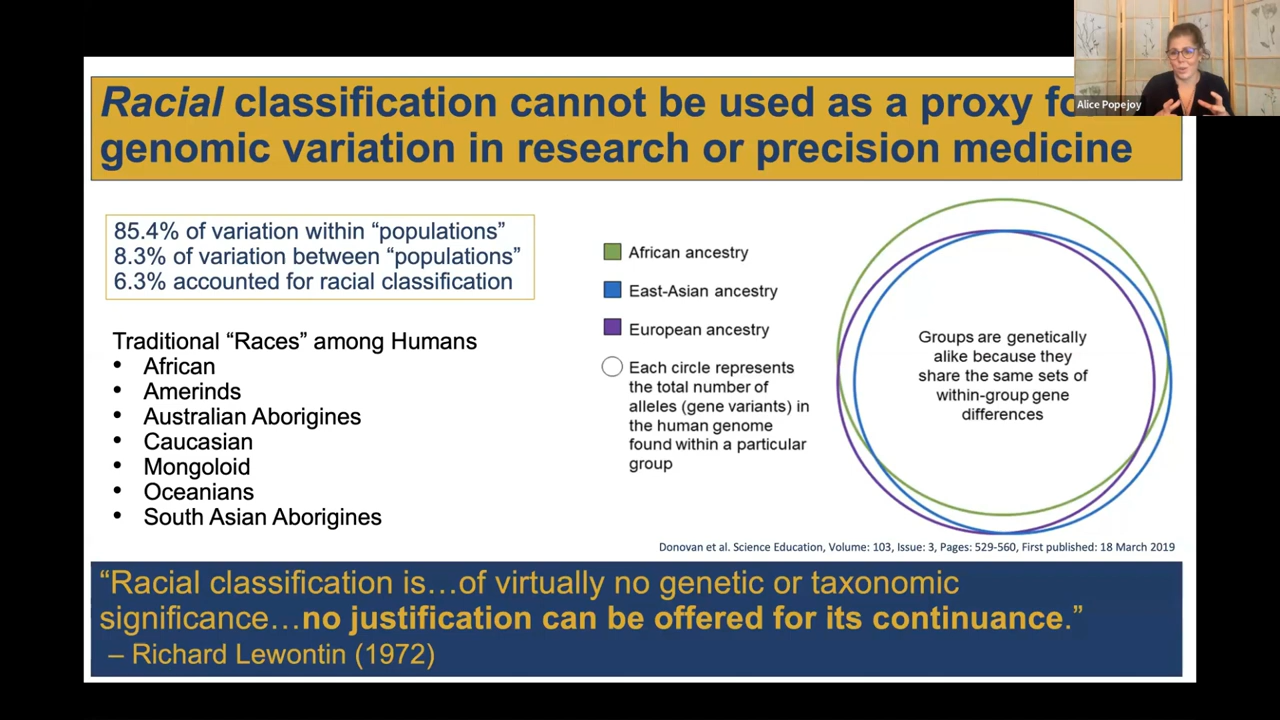 Racial classification cannot be used as a proxy fo
genomic variation in research or precision medicine
Alice Popejoy
85.4% of variation within “populations”
8.3% of variation between “populations”
6.3% accounted for racial classification
Traditional “Races” among Humans
• African
• Amerinds
• Australian Aborigines
• Caucasian
• Mongoloid
• Oceanians
• South Asian Aborigines
African ancestry
East-Asian ancestry
European ancestry
Each circle represents
the total number of
alleles (gene variants) in
the human genome
found within a particular
group
Groups are genetically
alike because they
share the same sets of
within-group gene
differences
Donovan et al. Science Education, Volume: 103, Issue: 3, Pages: 529-560, First published: 18 March 2019
“Racial classification is…of virtually no genetic or taxonomic
significance…no justification can be offered for its continuance.”
– Richard Lewontin (1972)